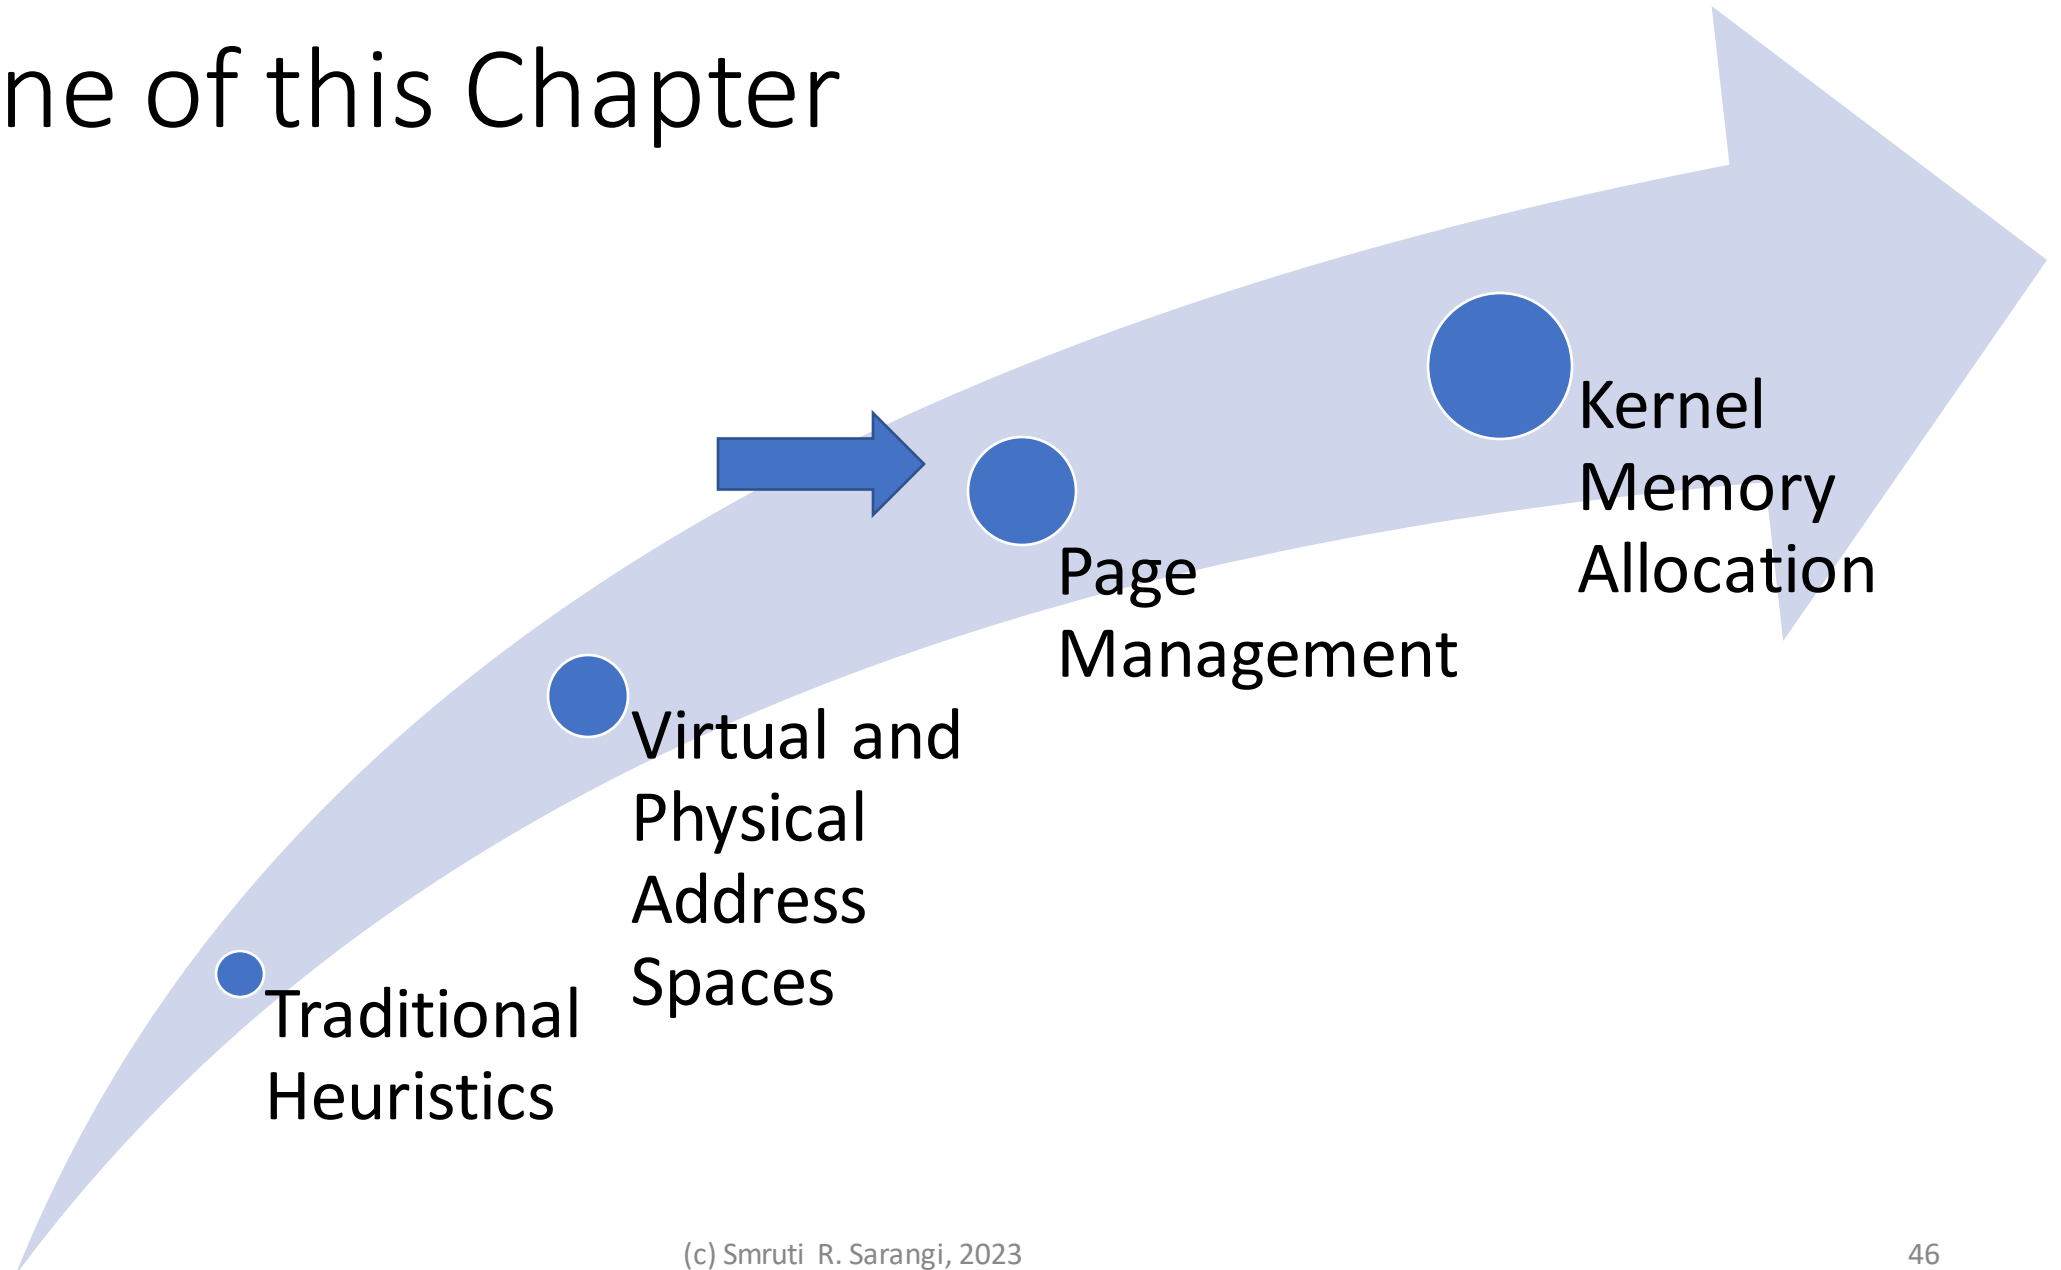 ne of this Chapter
Traditional
Heuristics
Virtual and
Physical
Address
Spaces
Page
Management
Kernel
Memory
Allocation
(c) Smruti R. Sarangi, 2023
46